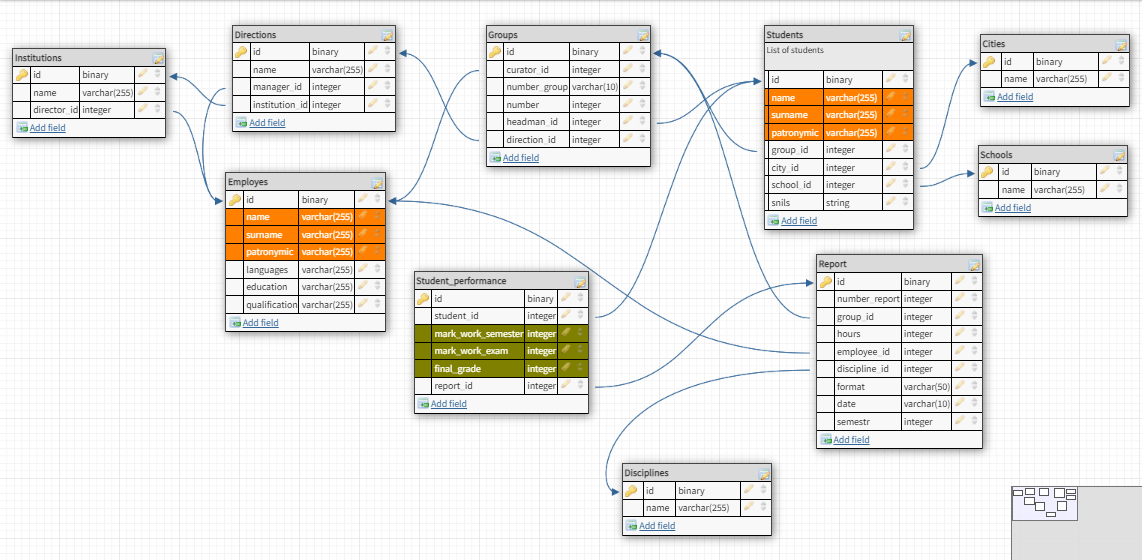 Institutions
id binary
name varchar(255)
director_id integer
Add field
Directions
id binary
name varchar(255)
manager_id integer
institution_id integer
Add field
Groups
id binary
curator_id integer
number_group varchar(10)
number integer
headman_id integer
direction_id integer
Add field
Students
List of students
id binary
name varchar(255)
surname varchar(255)
patronymic varchar(255)
group_id integer
city_id integer
school_id integer
snils string
Add field
Cities
id binary
name varchar(255)
Add field
Schools
id binary
name varchar(255)
Add field
Employes
id binary
name varchar(255)
surname varchar(255)
patronymic varchar(255)
languages varchar(255)
education varchar(255)
qualification varchar(255)
Add field
Student_performance
id binary
student_id integer
mark_work_semester integer
mark_work_exam integer
final_grade integer
report_id integer
Add field
Report
id binary
number_report integer
group_id integer
hours integer
employee_id integer
discipline_id integer
format varchar(50)
date varchar(10)
semestr integer
Add field
Disciplines
id binary
name varchar(255)
Add field